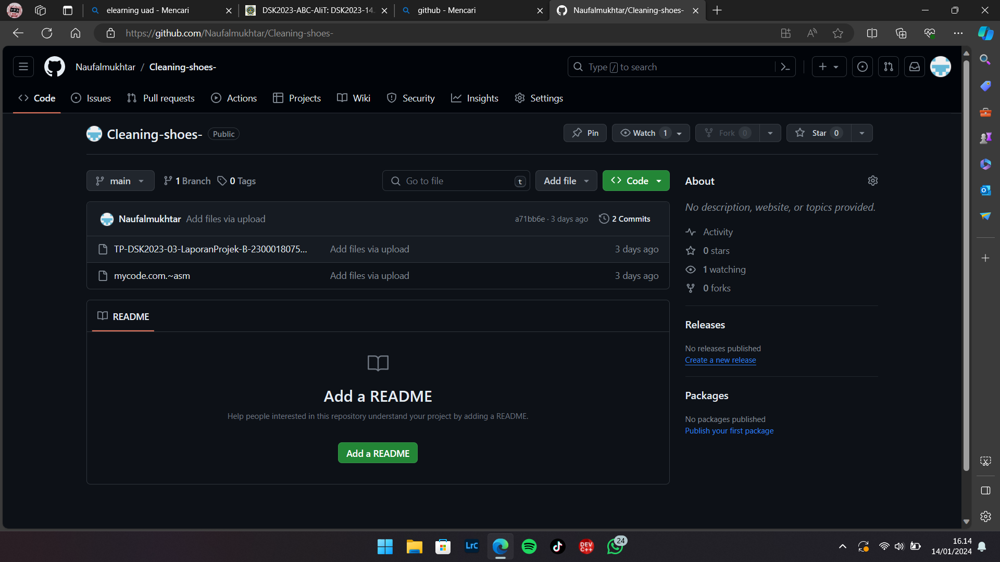 elearning uad - Mencari
DSK2023-ABC-AliT: DSK2023-14.
github - Mencari
Naufalmukhtar/Cleaning-shoes-
https://github.com/Naufalmukhtar/Cleaning-shoes-
Naufalmukhtar / Cleaning-shoes-
Type / to search
Code
Issues
Pull requests
Actions
Projects
Wiki
Security
Insights
Settings
Cleaning-shoes-
Public
Pin
Watch 1
Fork 0
Star 0
main
1 Branch
0 Tags
Go to file
t
Add file
Code
About
No description, website, or topics provided.
Naufalmukhtar Add files via upload
a71bb6e · 3 days ago
2 Commits
TP-DSK2023-03-LaporanProjek-B-2300018075...
Add files via upload
3 days ago
mycode.com.~asm
Add files via upload
3 days ago
Activity
0 stars
1 watching
0 forks
README
Add a README
Help people interested in this repository understand your project by adding a README.
Add a README
Releases
No releases published
Create a new release
Packages
No packages published
Publish your first package
LrC
DEV
C++
24
16.14
14/01/2024